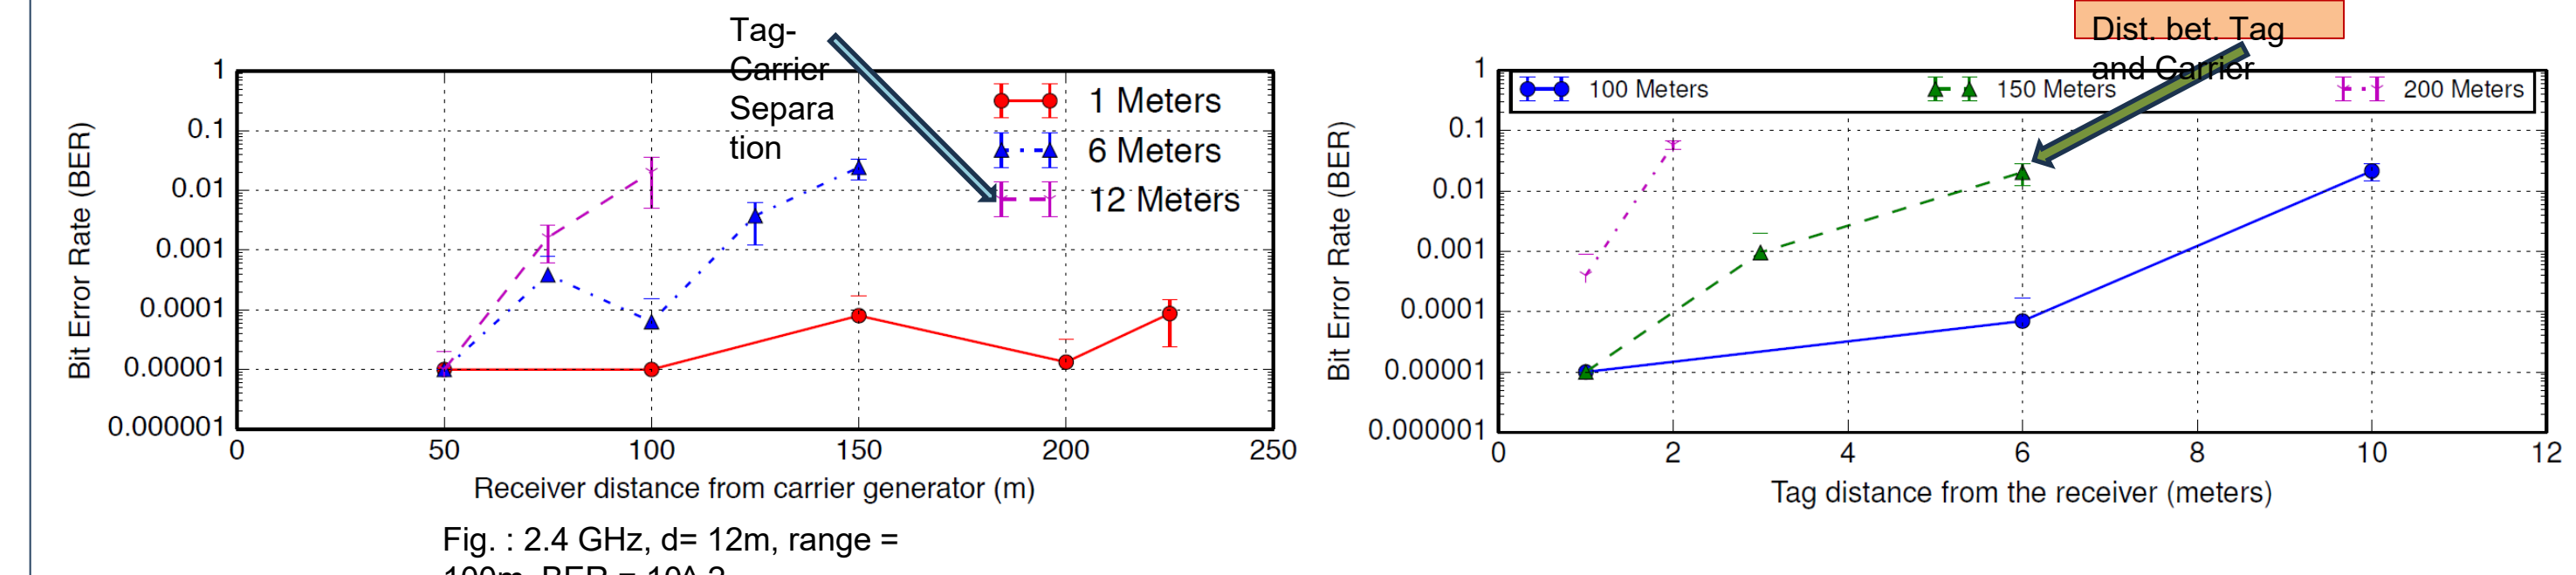 Tag-
Carrier
Separa
tion
1
0.1
0.01
0.001
0.0001
0.00001
0.000001
Bit Error Rate (BER)
1 Meters
6 Meters
12 Meters
0 50 100 150 200 250
Receiver distance from carrier generator (m)
Fig. : 2.4 GHz, d= 12m, range =
Dist. bet. Tag
and Carrier
1
0.1
0.01
0.001
0.0001
0.00001
0.000001
Bit Error Rate (BER)
100 Meters 150 Meters 200 Meters
0 2 4 6 8 10 12
Tag distance from the receiver (meters)